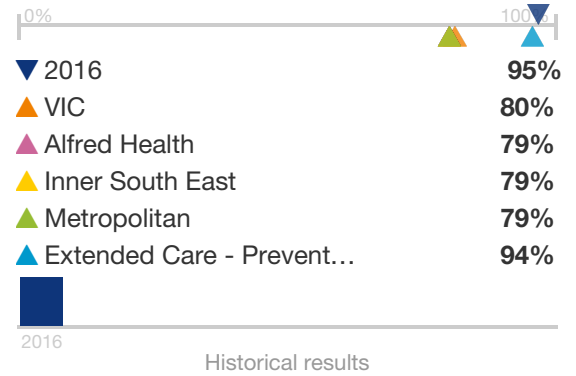 0% 100%
2016 95%
VIC 80%
Alfred Health 79%
Inner South East 79%
Metropolitan 79%
Extended Care - Prevent… 94%
2016
Historical results